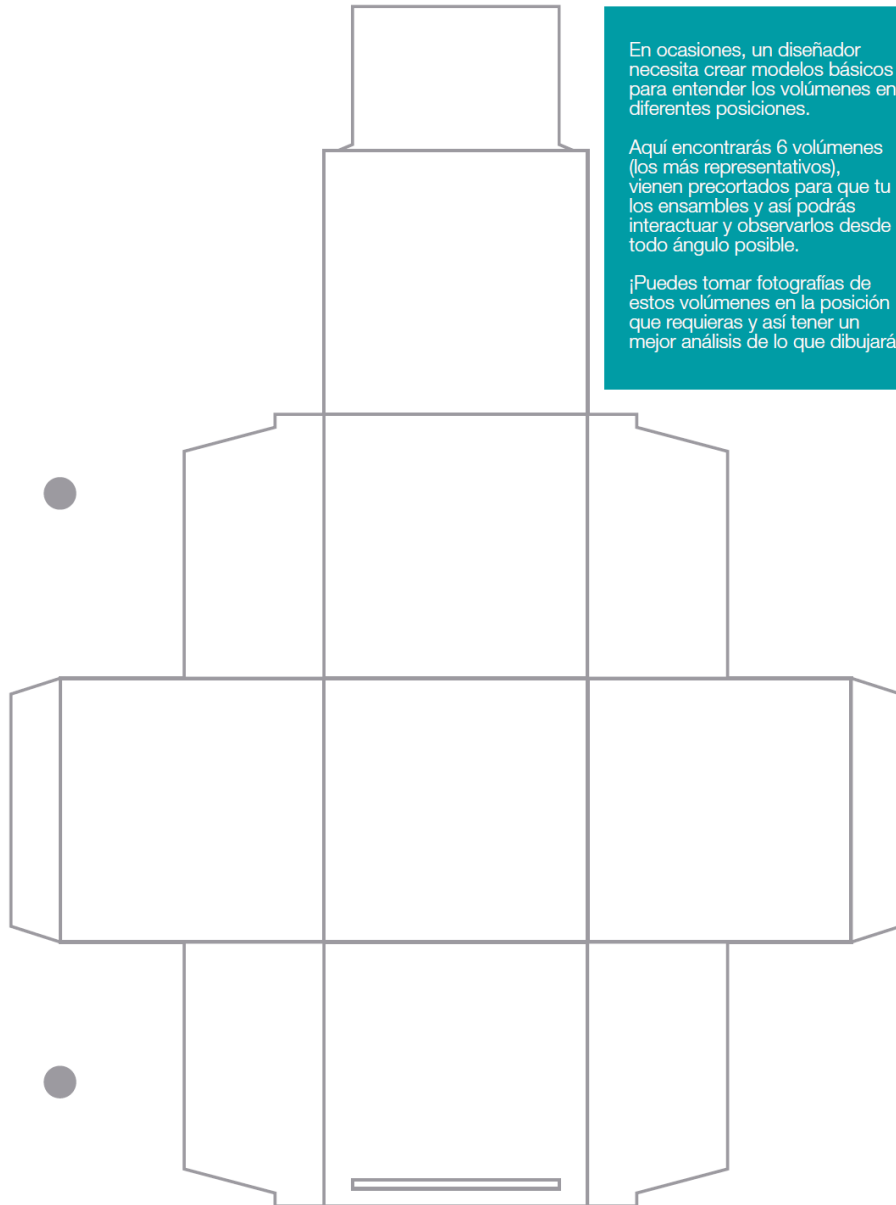 En ocasiones, un diseñador
necesita crear modelos básicos
para entender los volúmenes en
diferentes posiciones.
Aquí encontrarás 6 volúmenes
(los más representativos),
vienen precortados para que tu
los ensambles y así podrás
interactuar y observarlos desde
todo ángulo posible.
¡Puedes tomar fotografías de
estos volúmenes en la posición
que requieras y así tener un
mejor análisis de lo que dibujará